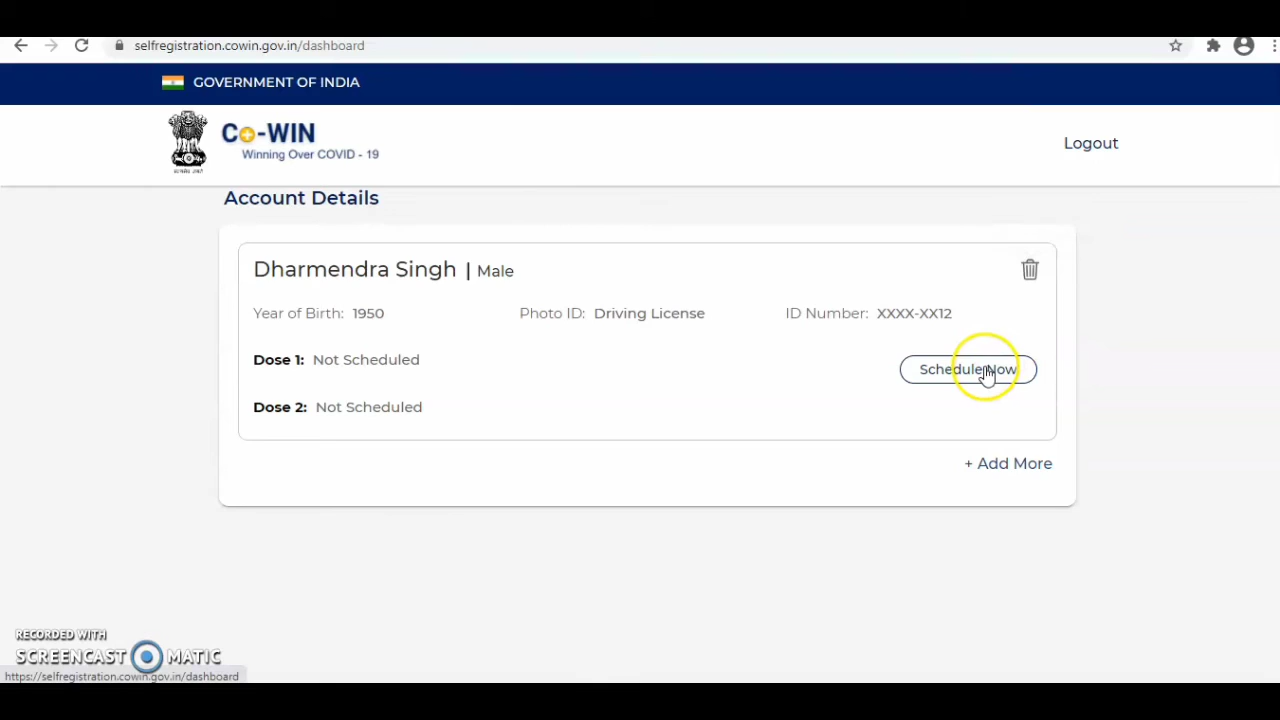 selfregistration.cowin.gov.in/dashboard
GOVERNMENT OF INDIA
Co-WIN
Winning Over COVID - 19
Logout
Account Details
Dharmendra Singh | Male
Year of Birth: 1950 Photo ID: Driving License ID Number: XXXX-XX12
Dose 1: Not Scheduled
Schedule Now
Dose 2: Not Scheduled
+ Add More
RECORDED WITH
SCREENCAST MATIC
https://selfregistration.cowin.gov.in/dashboard